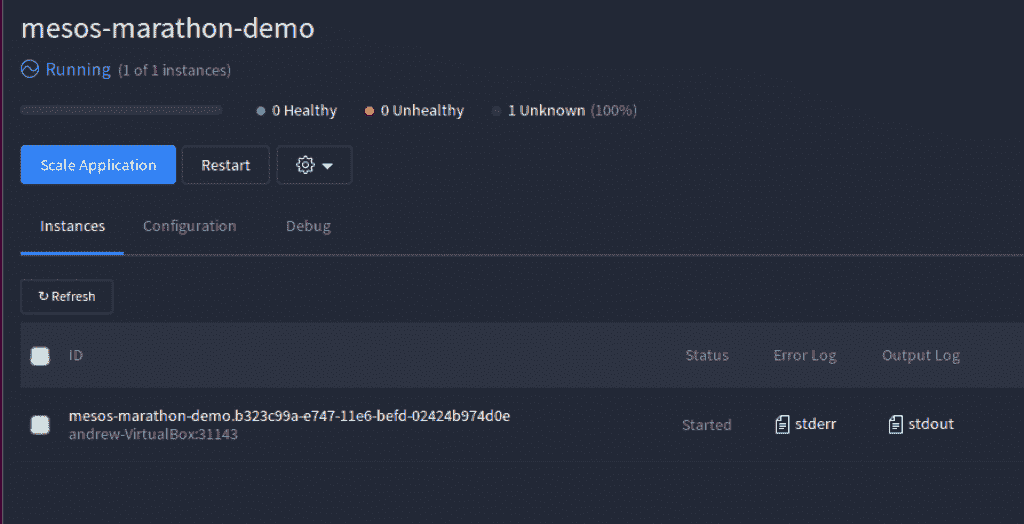 mesos-marathon-demo
Running (1 of 1 instances)
0 Healthy 0 Unhealthy 1 Unknown (100%)
Scale Application Restart
Instances Configuration Debug
↻ Refresh
ID Status Error Log Output Log
mesos-marathon-demo.b323c99a-e747-11e6-befd-02424b974d0e
andrew-VirtualBox:31143
Started stderr stdout